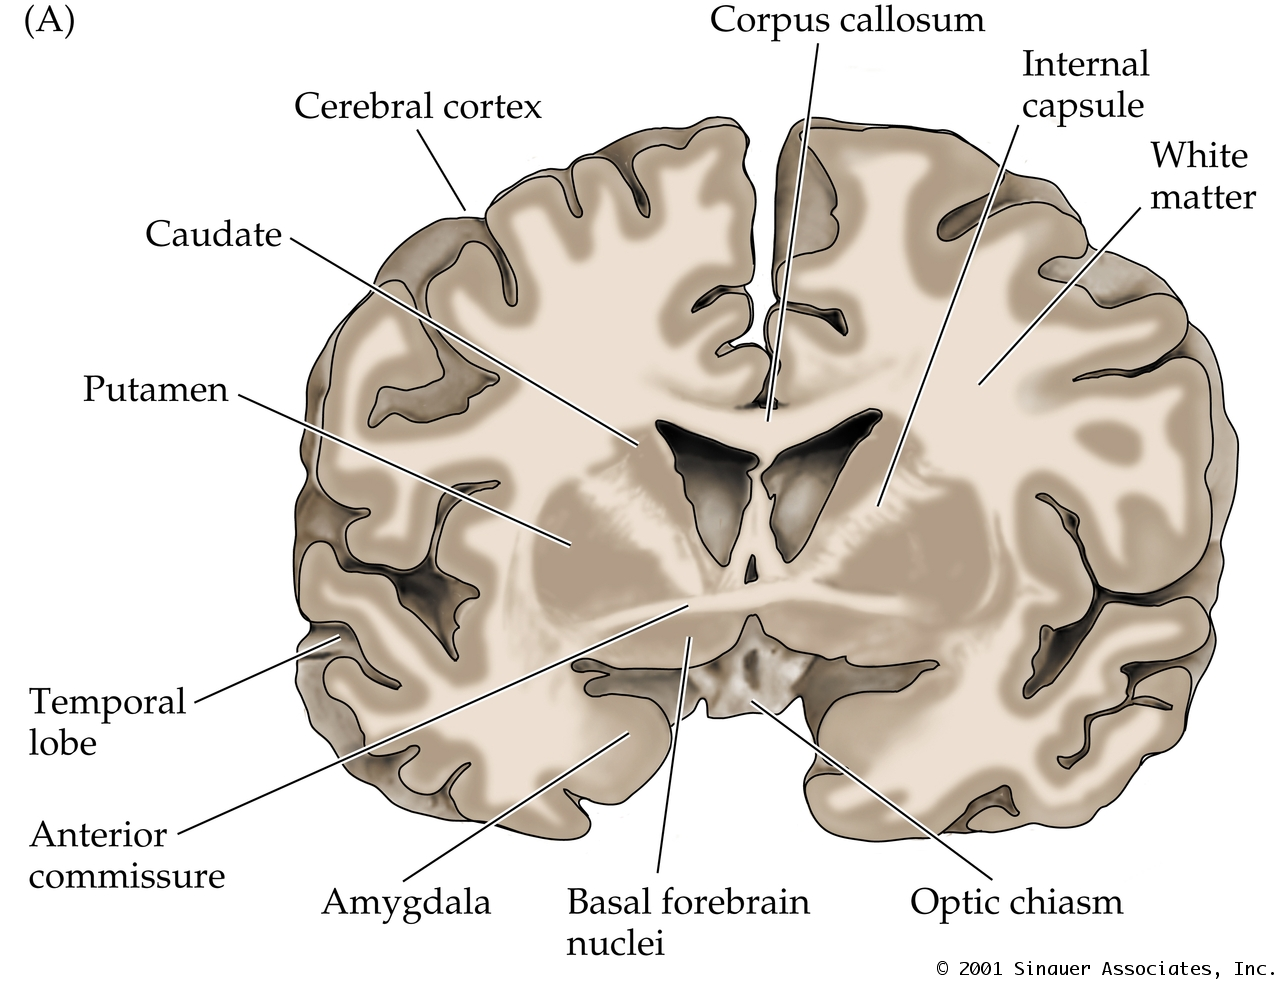 (A)
Corpus callosum
Internal
capsule
Cerebral cortex
White
matter
Caudate
Putamen
Temporal
lobe
Anterior
commissure
Amygdala
Basal forebrain
nuclei
Optic chiasm
© 2001 Sinauer Associates, Inc.